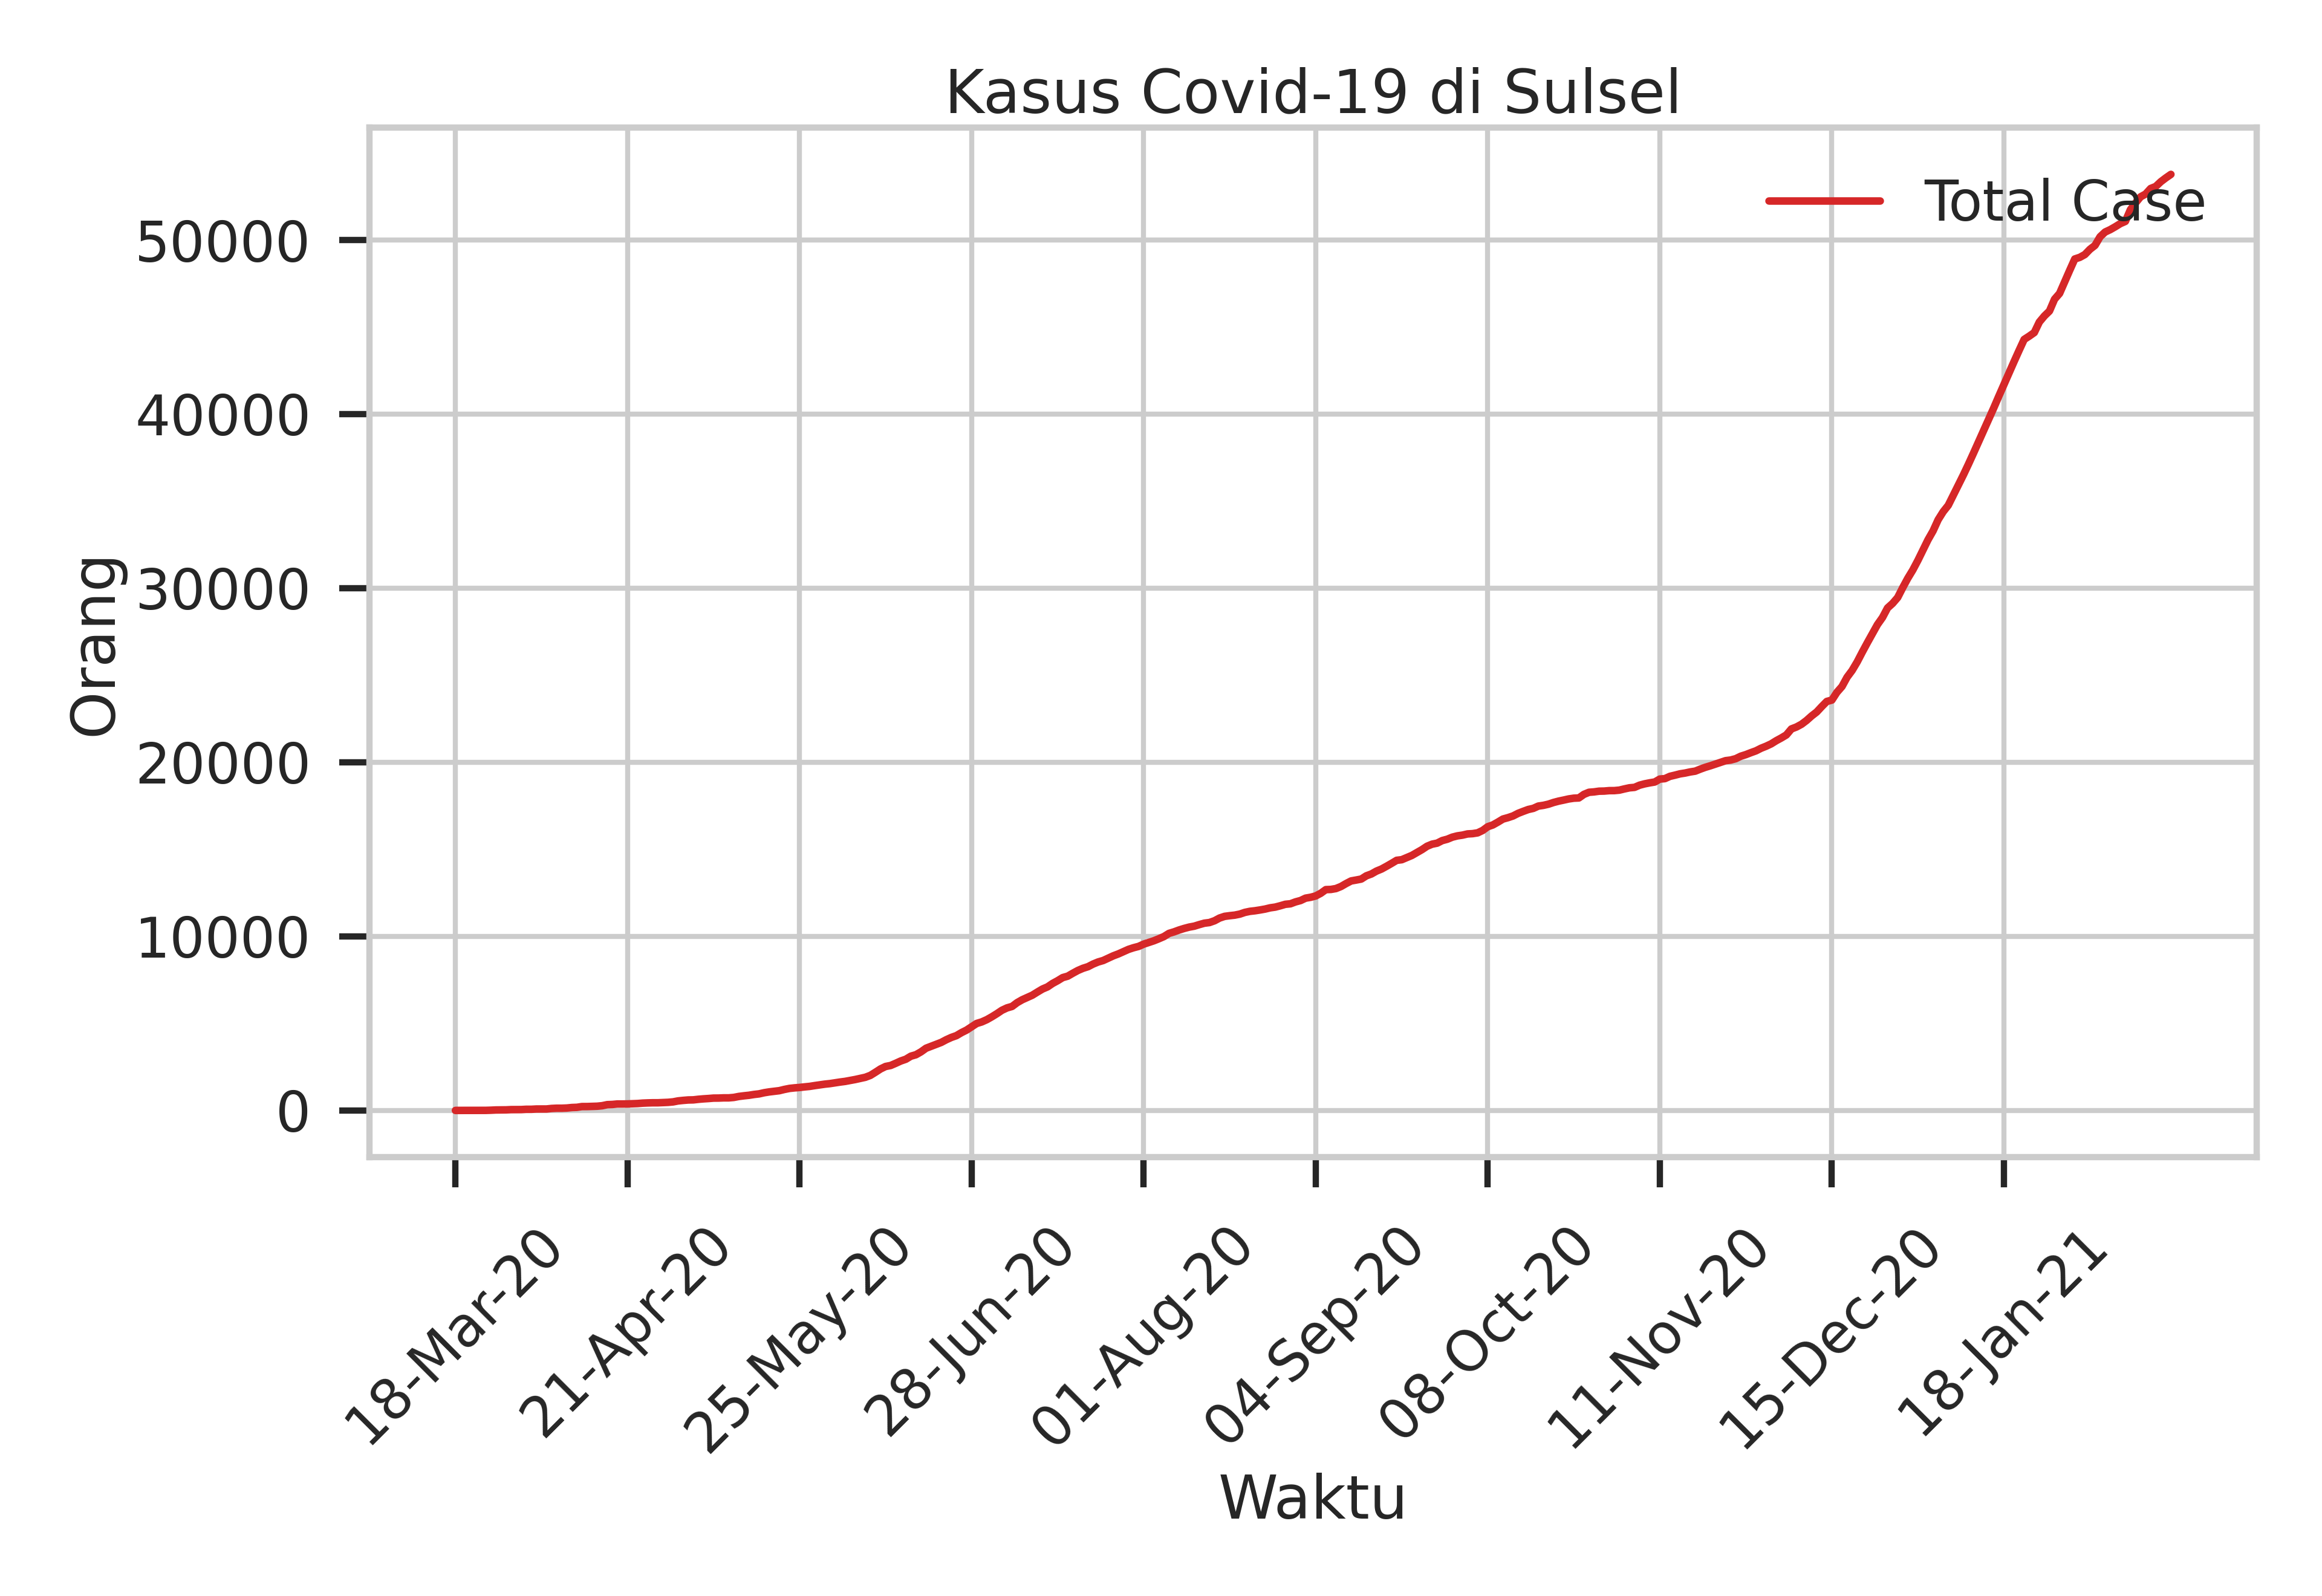 Kasus Covid-19 di Sulsel
Total Case
Orang
50000
40000
30000
20000
10000
0
18-Mar-20
21-Apr-20
25-May-20
28-Jun-20
01-Aug-20
04-Sep-20
08-Oct-20
11-Nov-20
15-Dec-20
18-Jan-21
Waktu